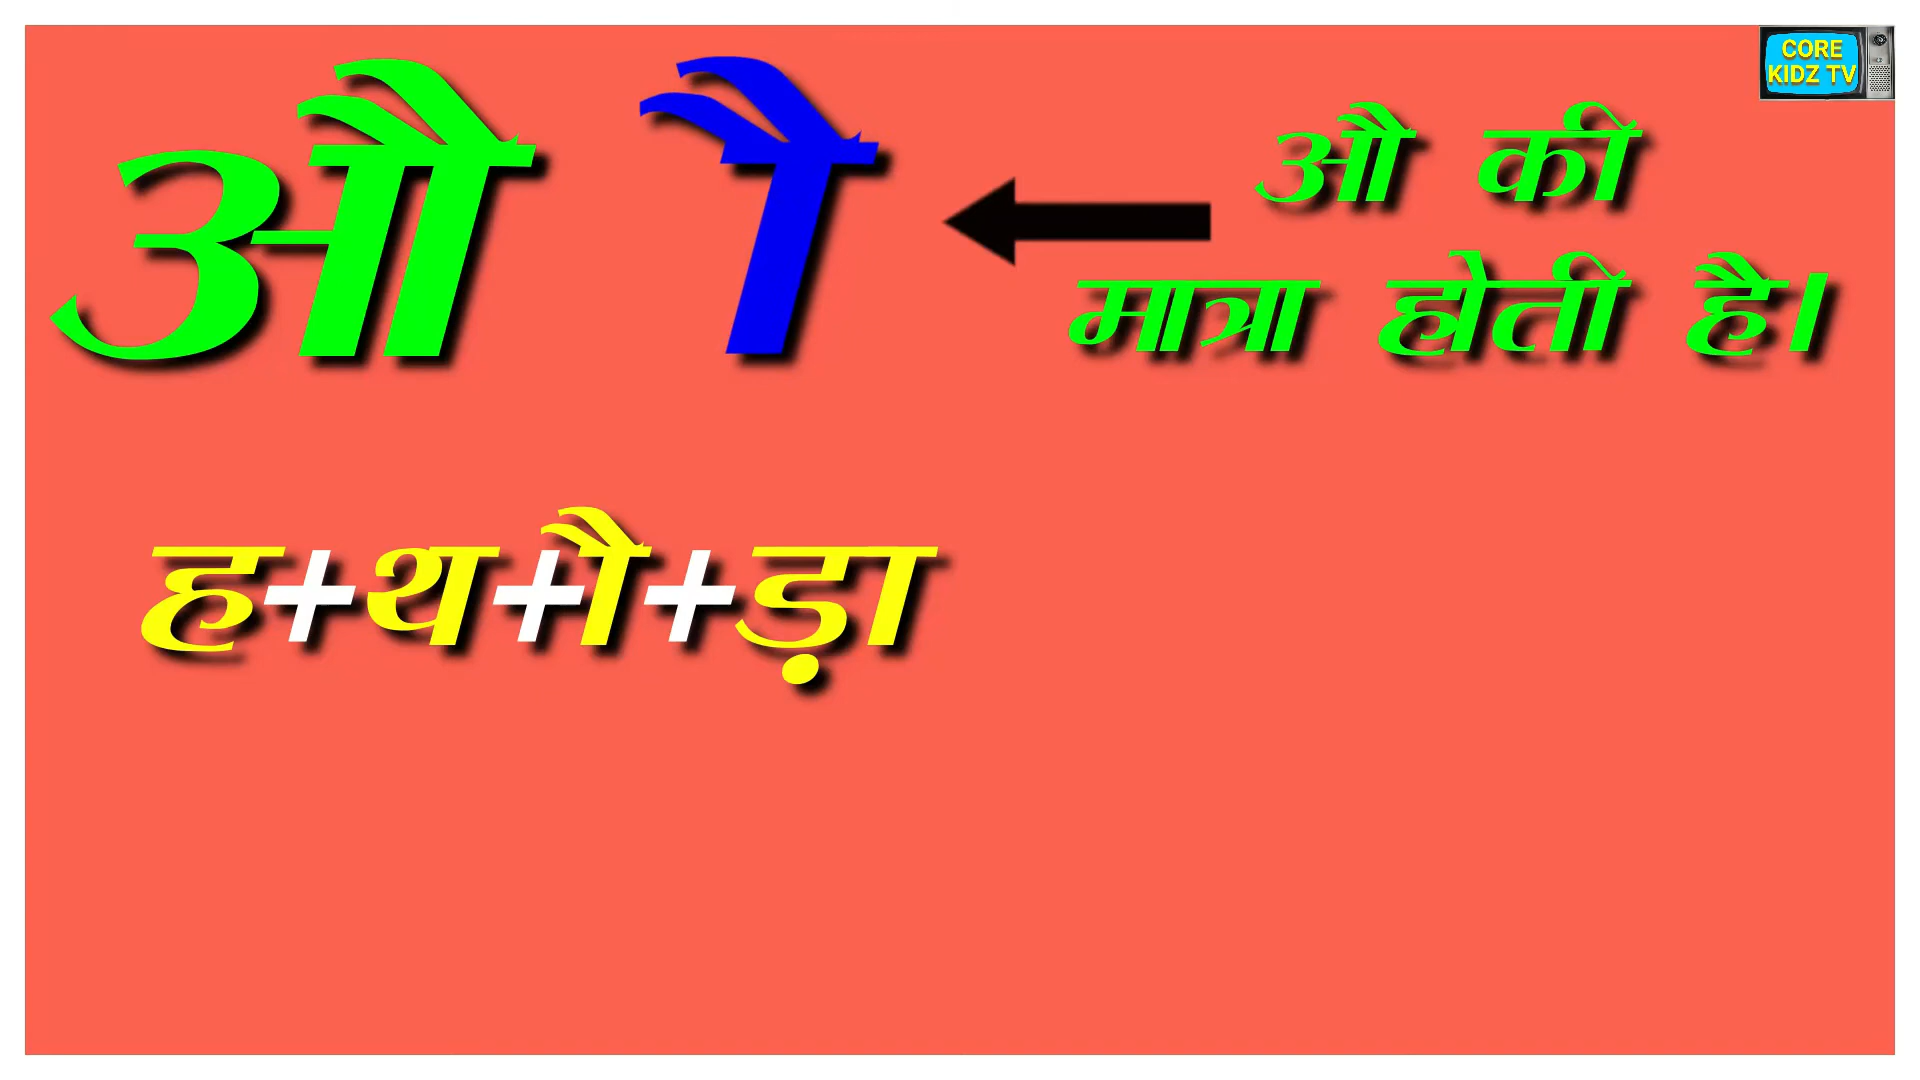 औ ौ
औ की
मात्रा होती है।
ह+थ+ौ+ड़ा
CORE
KIDZ TV